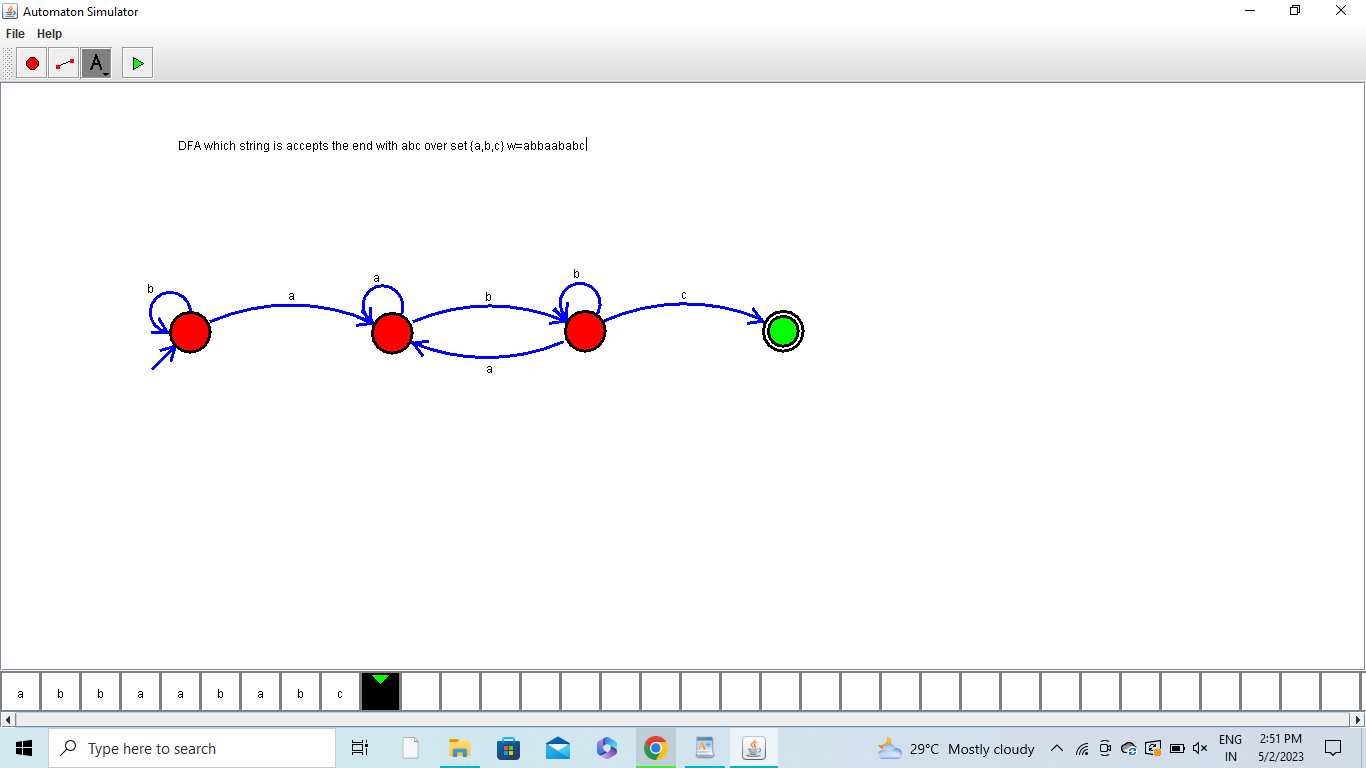 Automaton Simulator
File Help
A
DFA which string is accepts the end with abc over set {a,b,c} w=abbaababc
b
a
a
b
a
b
c
a b b a a b a b c
Type here to search
29°C Mostly cloudy
ENG
IN
2:51 PM
5/2/2023